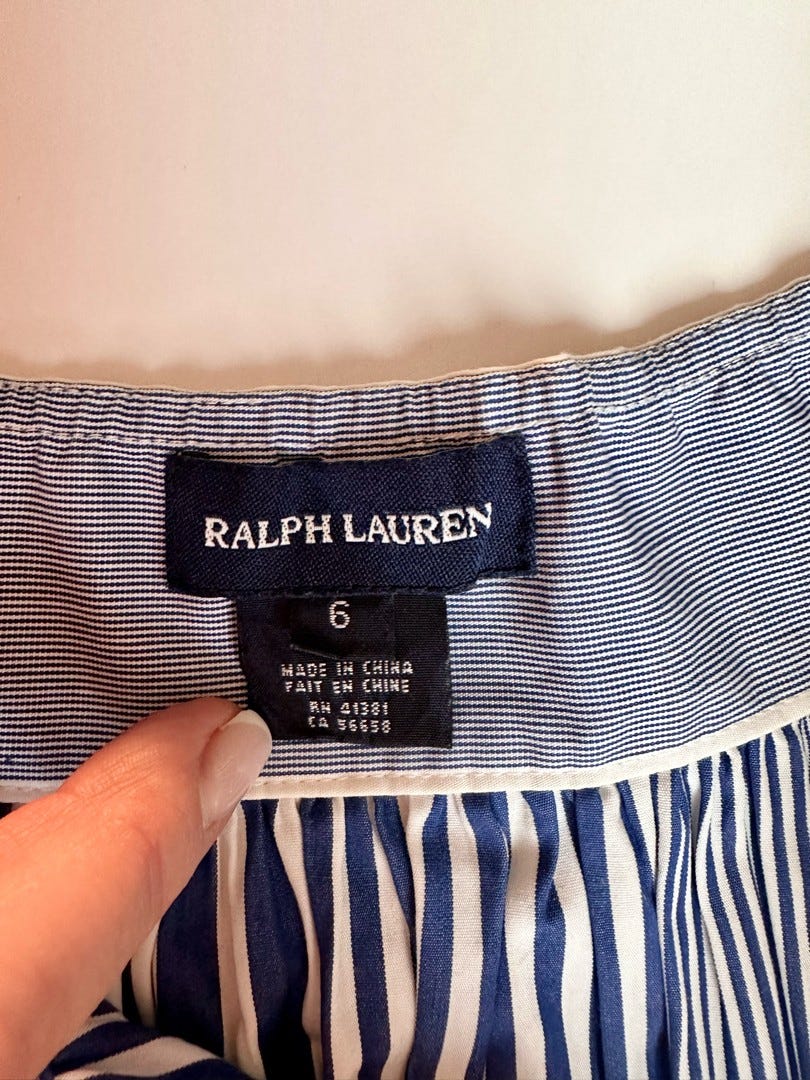 RALPH LAUREN
6
MADE IN CHINA
FAIT EN CHINE
RN 41381
CA 56658